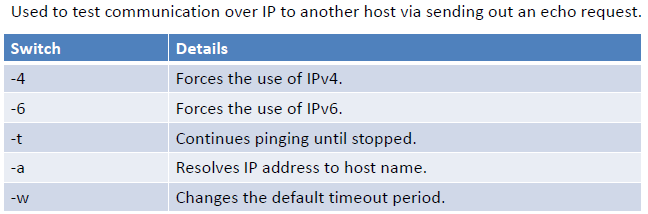 Used to test communication over IP to another host via sending out an echo request.
Switch Details
-4 Forces the use of IPv4.
-6 Forces the use of IPv6.
-t Continues pinging until stopped.
-a Resolves IP address to host name.
-w Changes the default timeout period.